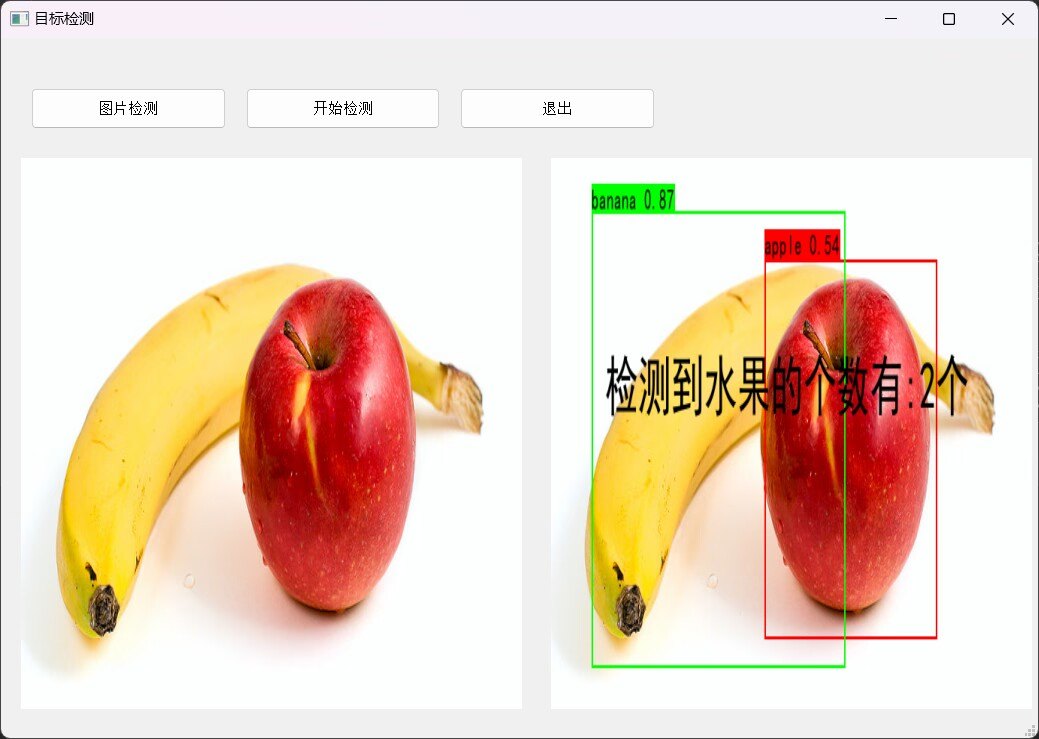 目标检测
图片检测
开始检测
退出
banana 0.87
apple 0.54
检测到水果的个数有:2个